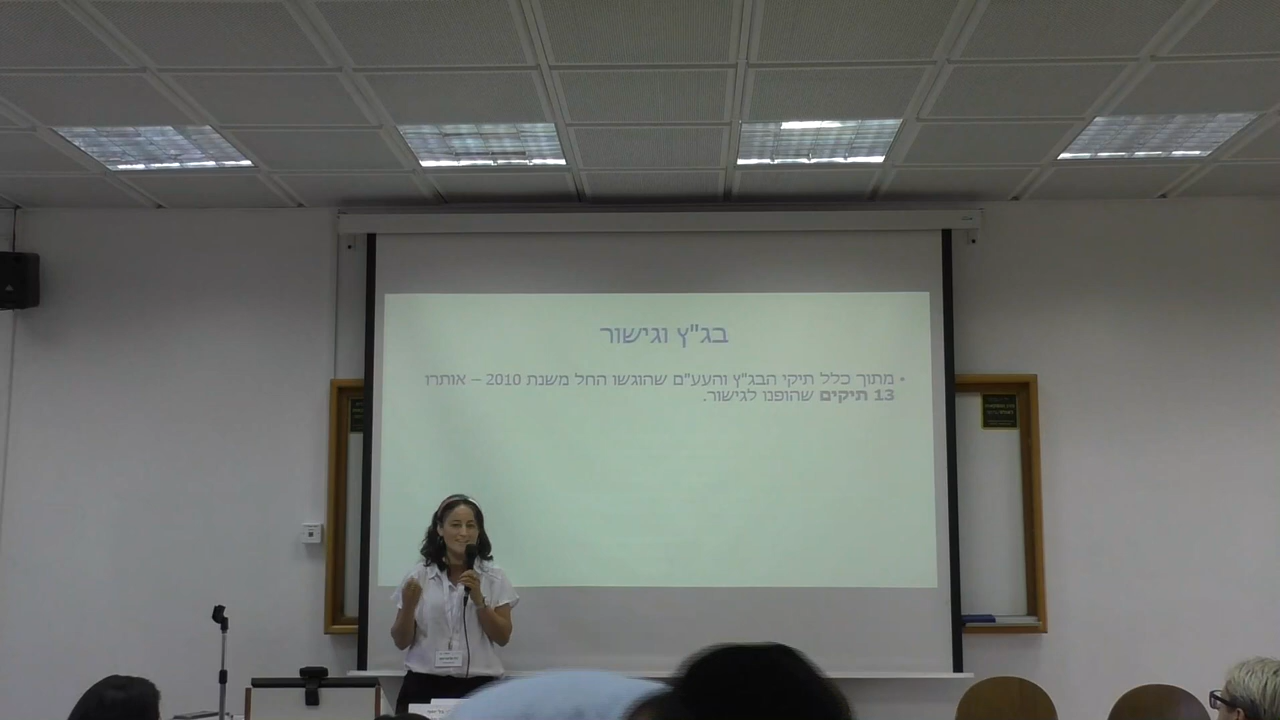 בג"ץ וגישור
• מתוך כלל תיקי הבג"ץ והעע"ם שהוגשו החל משנת 2010 – אותרו
13 תיקים שהופנו לגישור.